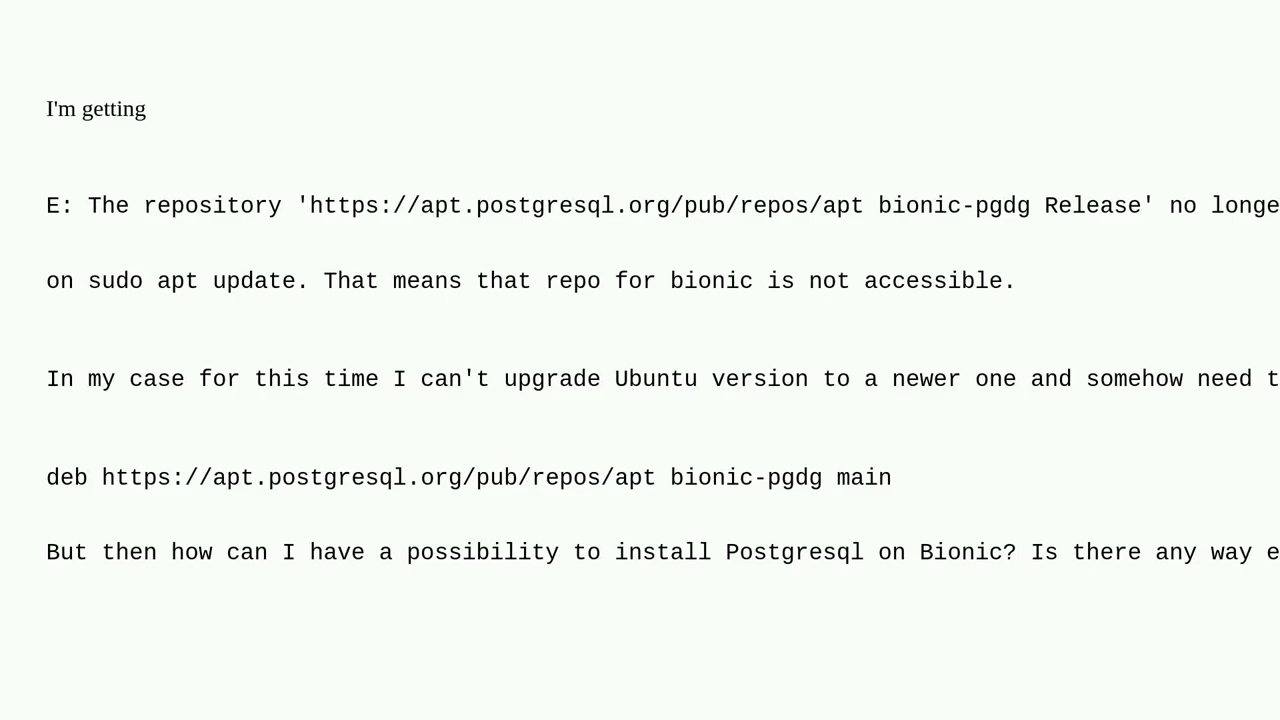 I'm getting
E: The repository 'https://apt.postgresql.org/pub/repos/apt bionic-pgdg Release' no longe
on sudo apt update. That means that repo for bionic is not accessible.
In my case for this time I can't upgrade Ubuntu version to a newer one and somehow need t
deb https://apt.postgresql.org/pub/repos/apt bionic-pgdg main
But then how can I have a possibility to install Postgresql on Bionic? Is there any way e